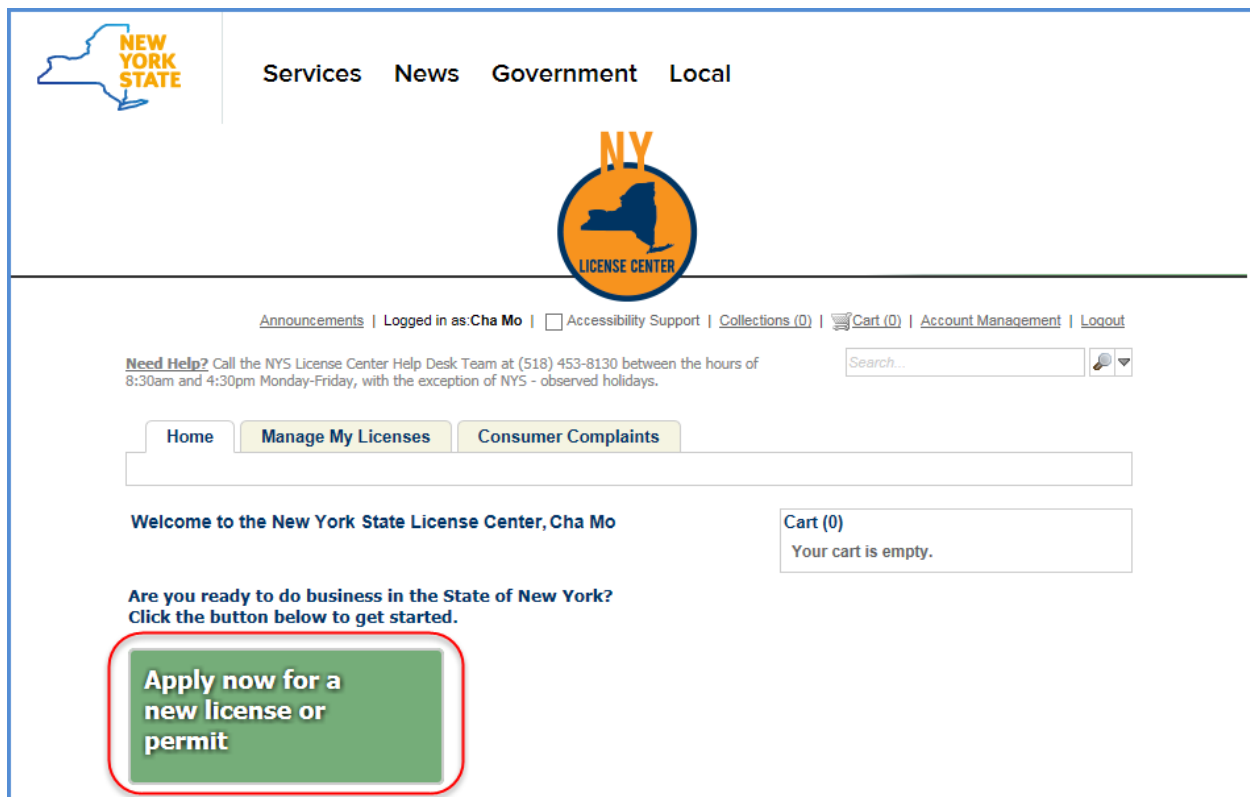 NEW
YORK
STATE
Services News Government Local
NY
LICENSE CENTER
Announcements | Logged in as:Cha Mo | Accessibility Support | Collections (0) | Cart (0) | Account Management | Logout
Need Help? Call the NYS License Center Help Desk Team at (518) 453-8130 between the hours of
8:30am and 4:30pm Monday-Friday, with the exception of NYS - observed holidays.
Search...
Home Manage My Licenses Consumer Complaints
Welcome to the New York State License Center, Cha Mo
Cart (0)
Your cart is empty.
Are you ready to do business in the State of New York?
Click the button below to get started.
Apply now for a
new license or
permit